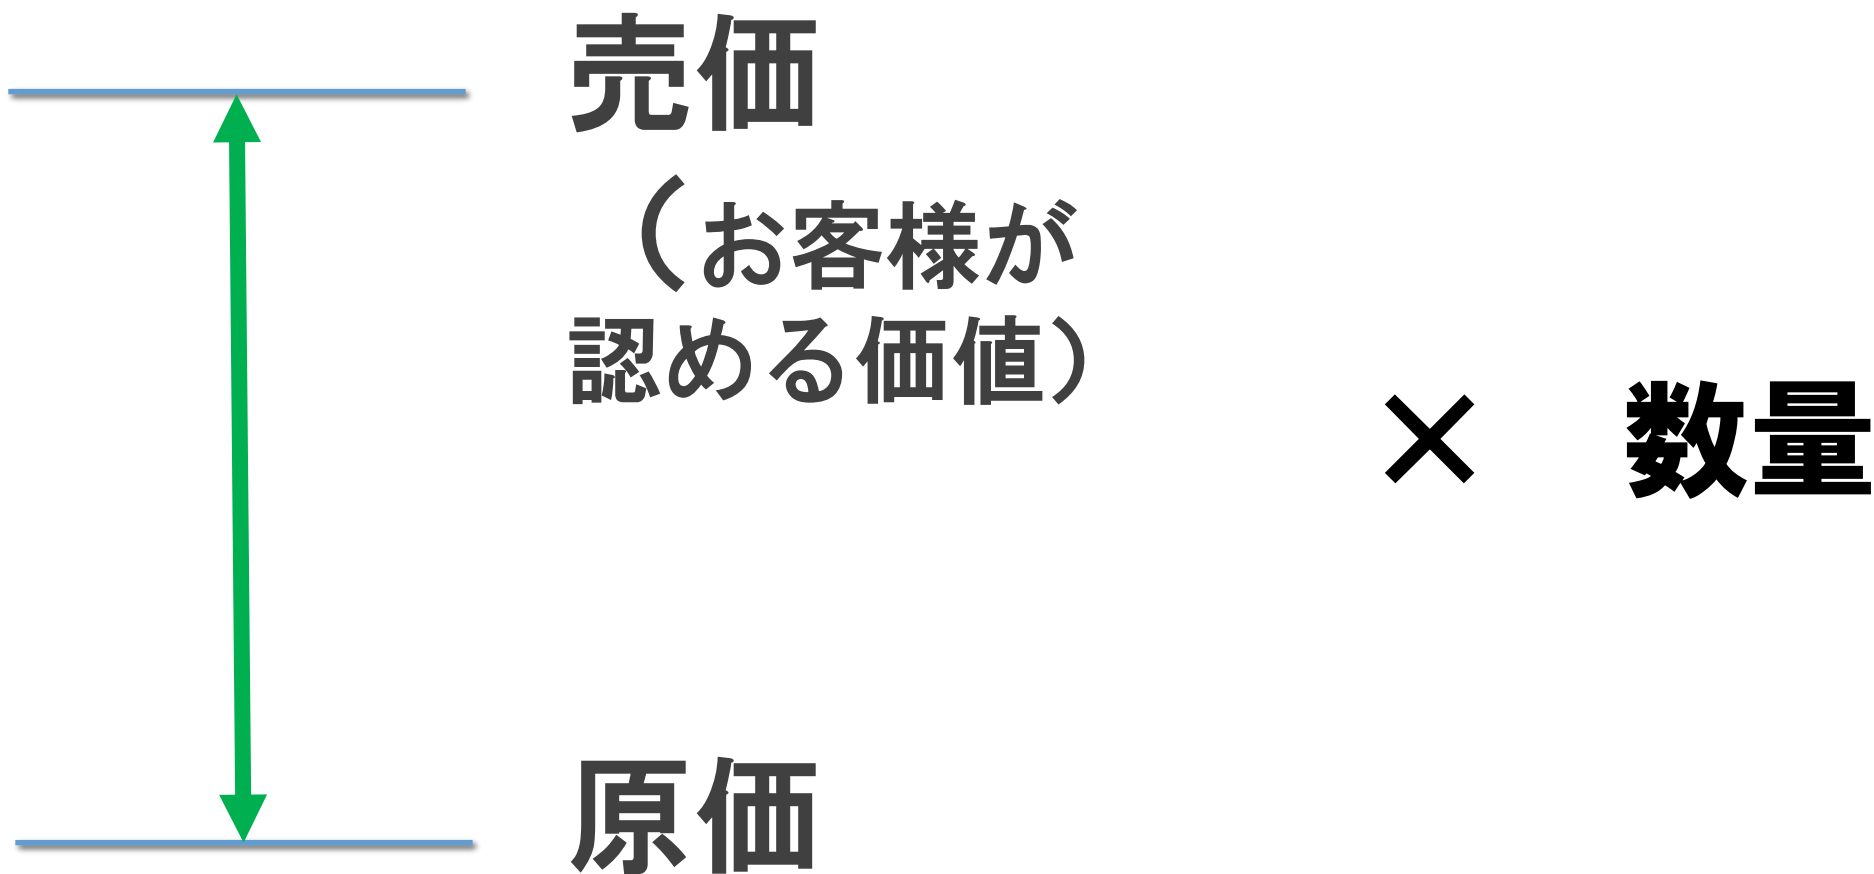 売価
（お客様が
認める価値）
× 数量
原価